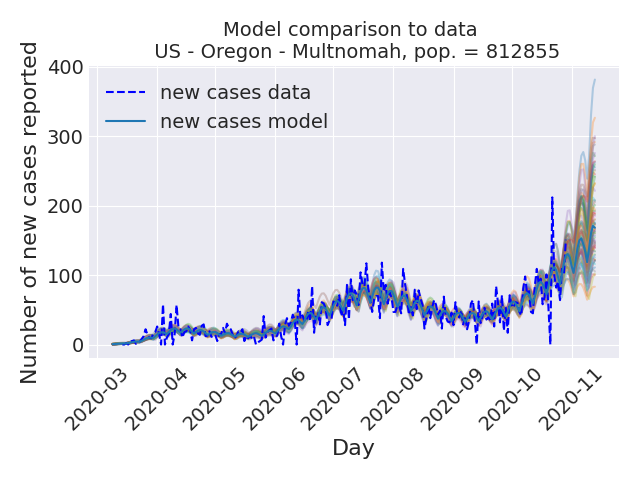 Model comparison to data
US - Oregon - Multnomah, pop. = 812855
Number of new cases reported
400
300
200
100
0
new cases data
new cases model
2020-03
2020-04
2020-05
2020-06
2020-07
2020-08
2020-09
2020-10
2020-11
Day